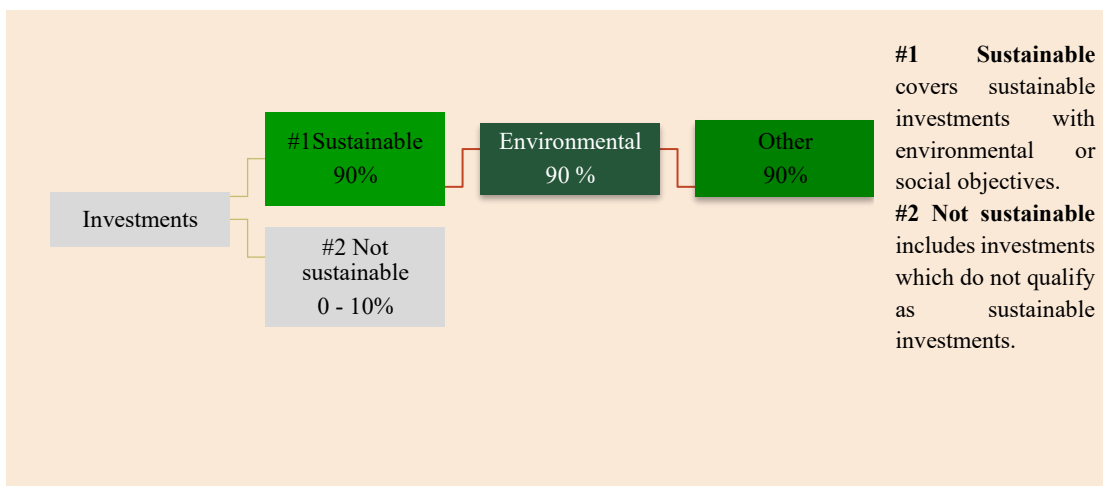 Investments
#1Sustainable
90%
#2 Not
sustainable
0 - 10%
Environmental
90 %
Other
90%
#1 Sustainable
covers sustainable
investments with
environmental or
social objectives.
#2 Not sustainable
includes investments
which do not qualify
as sustainable
investments.